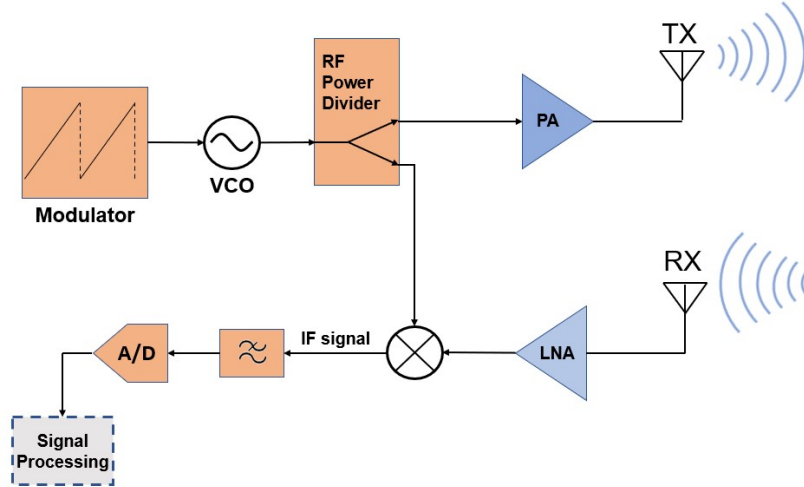 TX
RF
Power
Divider
PA
VCO
Modulator
RX
IF signal
A/D
LNA
Signal
Processing